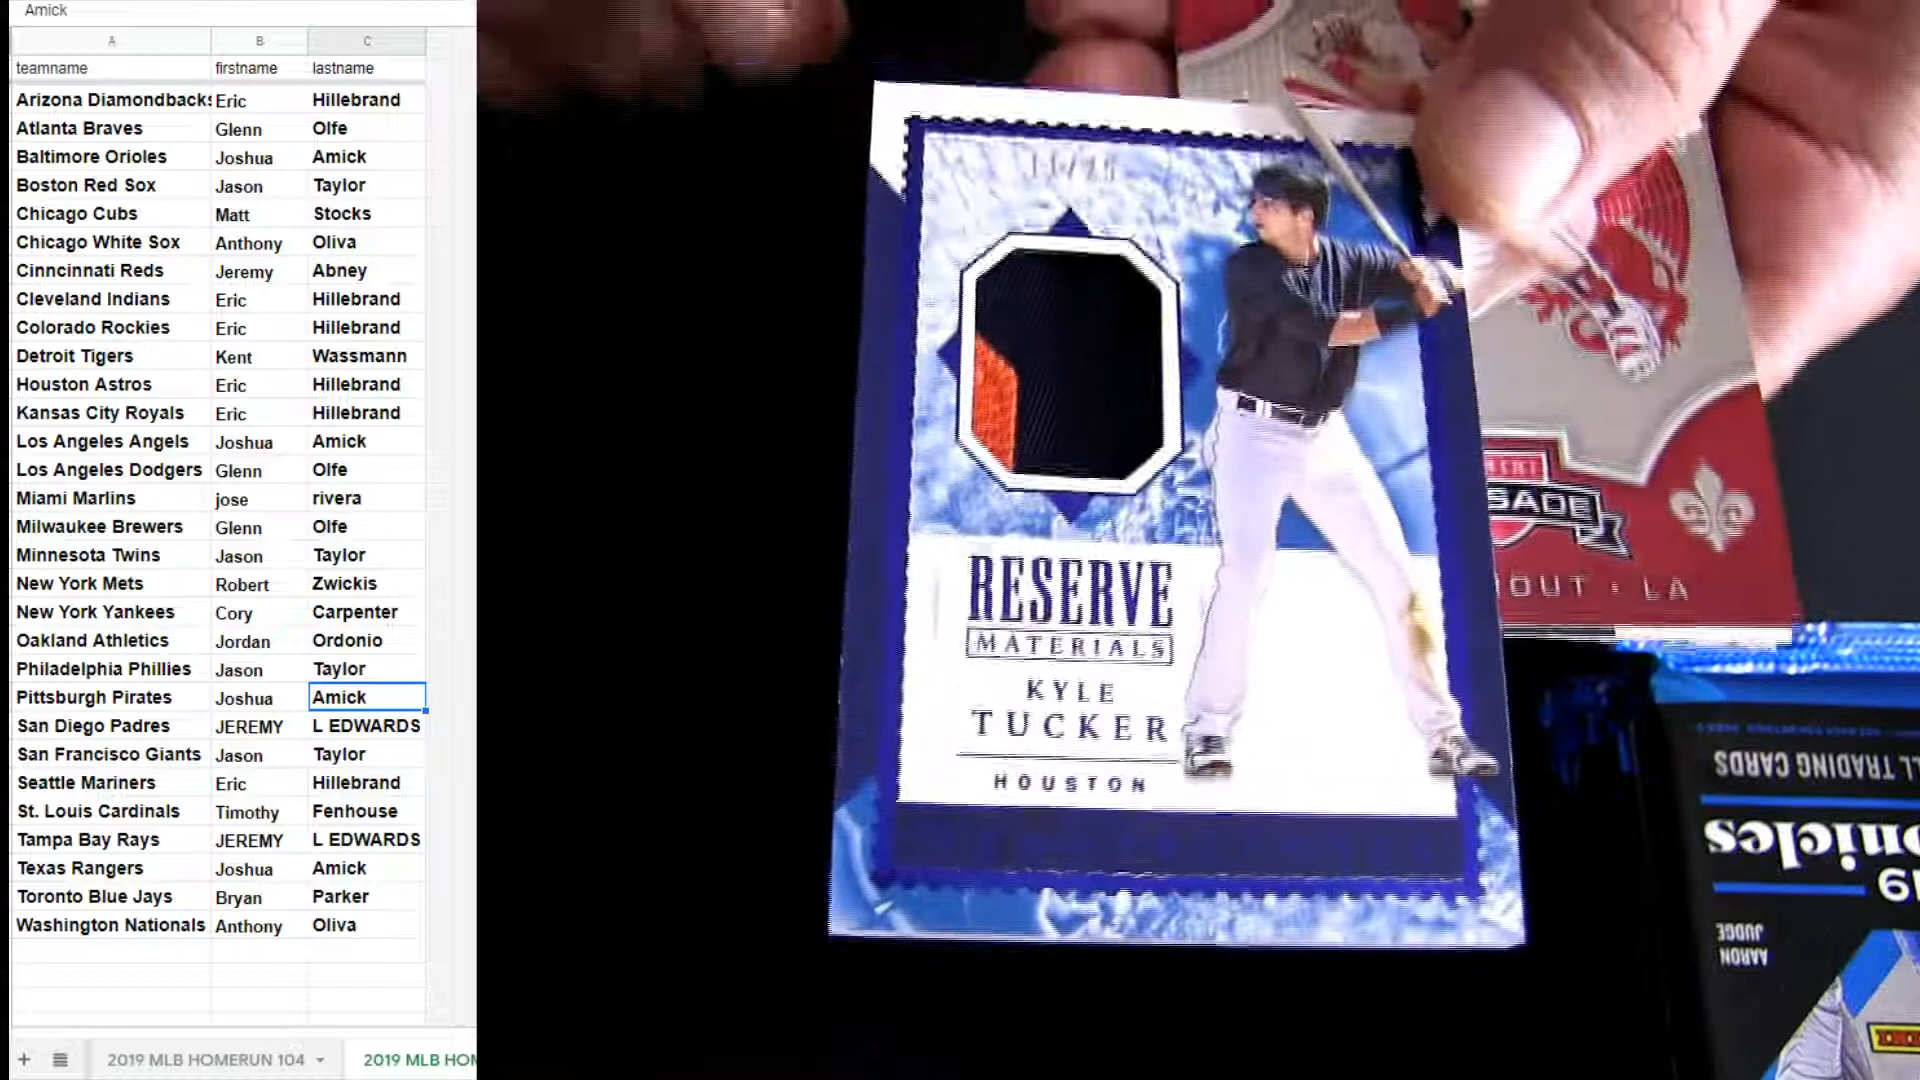 Amick
A B C
teamname firstname lastname
Arizona Diamondbacks Eric Hillebrand
Atlanta Braves Glenn Olfe
Baltimore Orioles Joshua Amick
Boston Red Sox Jason Taylor
Chicago Cubs Matt Stocks
Chicago White Sox Anthony Oliva
Cinncinnati Reds Jeremy Abney
Cleveland Indians Eric Hillebrand
Colorado Rockies Eric Hillebrand
Detroit Tigers Kent Wassmann
Houston Astros Eric Hillebrand
Kansas City Royals Eric Hillebrand
Los Angeles Angels Joshua Amick
Los Angeles Dodgers Glenn Olfe
Miami Marlins jose rivera
Milwaukee Brewers Glenn Olfe
Minnesota Twins Jason Taylor
New York Mets Robert Zwickis
New York Yankees Cory Carpenter
Oakland Athletics Jordan Ordonio
Philadelphia Phillies Jason Taylor
Pittsburgh Pirates Joshua Amick
San Diego Padres JEREMY L EDWARDS
San Francisco Giants Jason Taylor
Seattle Mariners Eric Hillebrand
St. Louis Cardinals Timothy Fenhouse
Tampa Bay Rays JEREMY L EDWARDS
Texas Rangers Joshua Amick
Toronto Blue Jays Bryan Parker
Washington Nationals Anthony Oliva
+ 2019 MLB HOMERUN 104 2019 MLB HOM
RESERVE
MATERIALS
KYLE
TUCKER
HOUSTON
SADE
OUT · LA
LL TRADING CARDS
onicles
19
AARON
JUDGE